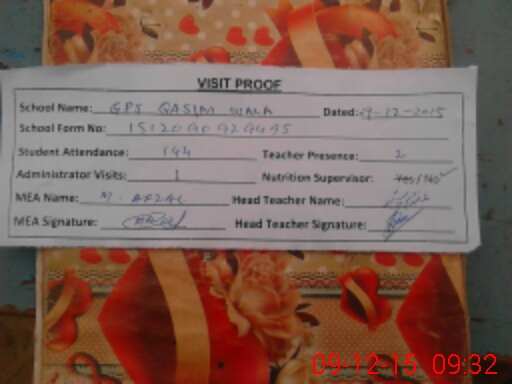 VISIT PROOF
School Name: GPS QASIM WALA Dated: 9-12-2015
School Form No:
Student Attendance: 144 Teacher Presence: 2
Administrator Visits: 1 Nutrition Supervisor: Yes/No
MEA Name: M. AFZAL Head Teacher Name:
MEA Signature: Head Teacher Signature:
09-12-15 09:32